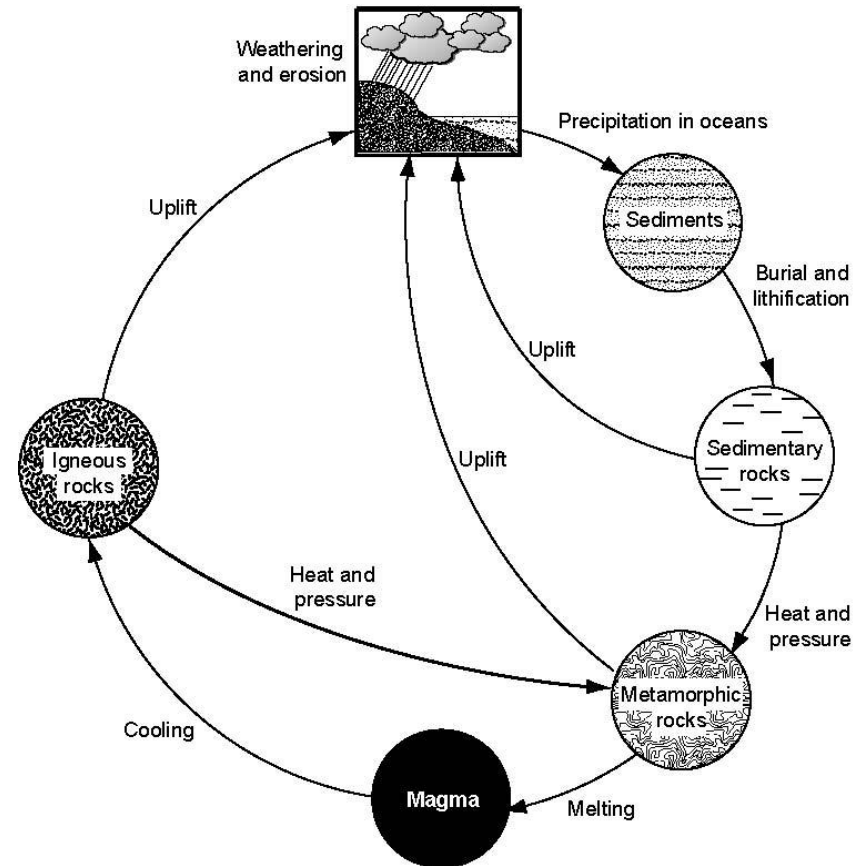 Weathering
and erosion
Precipitation in oceans
Sediments
Burial and
lithification
Uplift
Uplift
Sedimentary
rocks
Igneous
rocks
Uplift
Heat and
pressure
Heat and
pressure
Metamorphic
rocks
Cooling
Magma
Melting